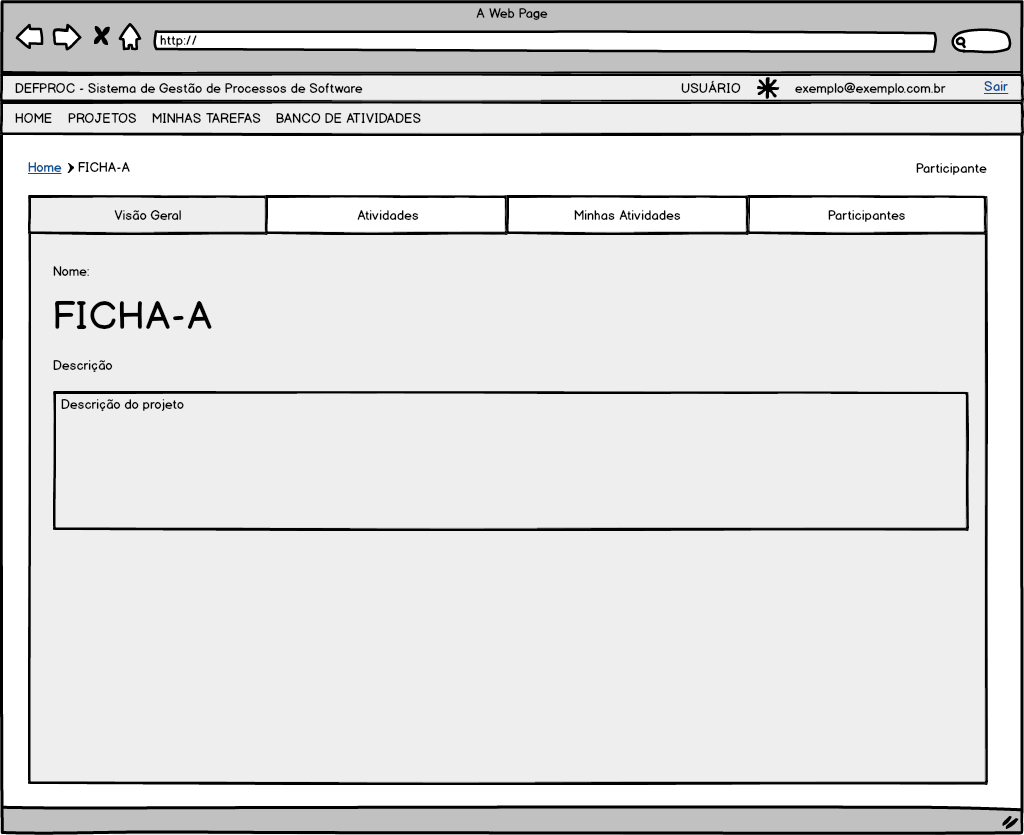 A Web Page
http://
DEFPROC - Sistema de Gestão de Processos de Software USUÁRIO exemplo@exemplo.com.br Sair
HOME PROJETOS MINHAS TAREFAS BANCO DE ATIVIDADES
Home FICHA-A Participante
Visão Geral Atividades Minhas Atividades Participantes
Nome:
FICHA-A
Descrição
Descrição do projeto